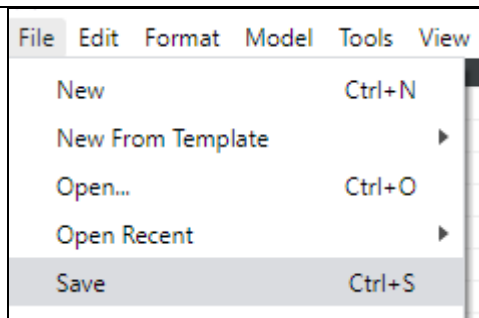 File Edit Format Model Tools View
New Ctrl+N
New From Template
Open... Ctrl+O
Open Recent
Save Ctrl+S